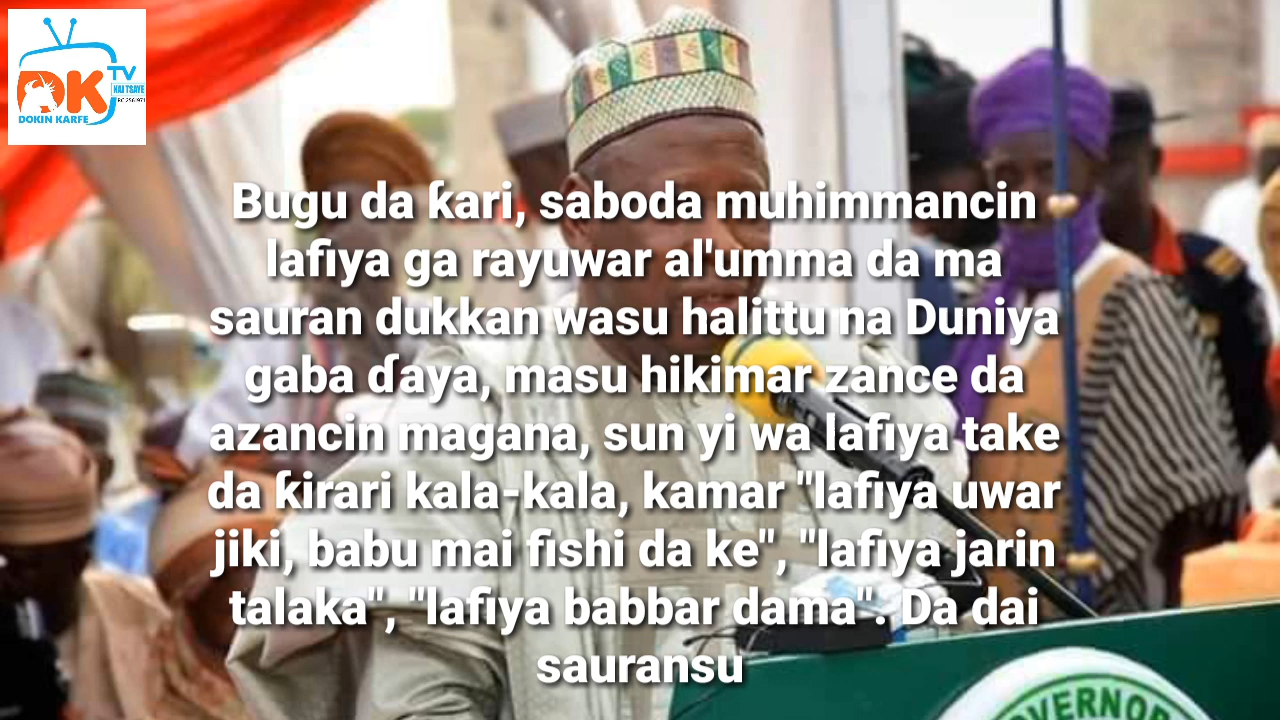 DK TV
HAI TSAYE
DOKIN KARFE
Bugu da ƙari, saboda muhimmancin
lafiya ga rayuwar al'umma da ma
sauran dukkan wasu halittu na Duniya
gaba ɗaya, masu hikimar zance da
azancin magana, sun yi wa lafiya take
da ƙirari kala-kala, kamar "lafiya uwar
jiki, babu mai fishi da ke", "lafiya jarin
talaka", "lafiya babbar dama". Da dai
sauransu
GOVERNOR